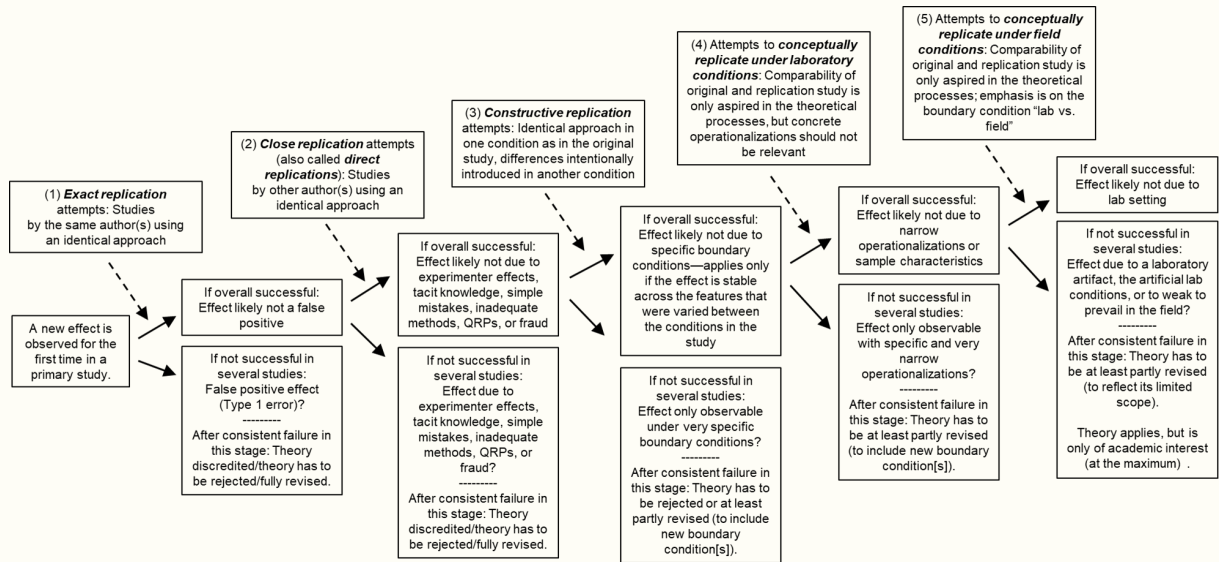 (1) Exact replication
attempts: Studies
by the same author(s) using
an identical approach
(2) Close replication attempts
(also called direct
replications): Studies
by other author(s) using an
identical approach
(3) Constructive replication
attempts: Identical approach in
one condition as in the original
study, differences intentionally
introduced in another condition
(4) Attempts to conceptually
replicate under laboratory
conditions: Comparability of
original and replication study is
only aspired in the theoretical
processes, but concrete
operationalizations should not
be relevant
(5) Attempts to conceptually
replicate under field
conditions: Comparability of
original and replication study is
only aspired in the theoretical
processes; emphasis is on the
boundary condition “lab vs.
field”
A new effect is
observed for the
first time in a
primary study.
If overall successful:
Effect likely not a false
positive
If not successful in
several studies:
False positive effect
(Type 1 error)?
---------
After consistent failure in
this stage: Theory
discredited/theory has to
be rejected/fully revised.
If overall successful:
Effect likely not due to
experimenter effects,
tacit knowledge, simple
mistakes, inadequate
methods, QRPs, or fraud
If not successful in
several studies:
Effect due to
experimenter effects,
tacit knowledge, simple
mistakes, inadequate
methods, QRPs, or
fraud?
---------
After consistent failure in
this stage: Theory
discredited/theory has to
be rejected/fully revised.
If overall successful:
Effect likely not due to
specific boundary
conditions—applies only
if the effect is stable
across the features that
were varied between
the conditions in the
study
If not successful in
several studies:
Effect only observable
under very specific
boundary conditions?
---------
After consistent failure in
this stage: Theory has to
be rejected or at least
partly revised (to include
new boundary
condition[s]).
If overall successful:
Effect likely not due to
narrow
operationalizations or
sample characteristics
If not successful in
several studies:
Effect only observable
with specific and very
narrow
operationalizations?
---------
After consistent failure in
this stage: Theory has to
be at least partly revised
(to include new boundary
condition[s]).
If overall successful:
Effect likely not due to
lab setting
If not successful in
several studies:
Effect due to a laboratory
artifact, the artificial lab
conditions, or to weak to
prevail in the field?
---------
After consistent failure in
this stage: Theory has to
be at least partly revised
(to reflect its limited
scope).
Theory applies, but is
only of academic interest
(at the maximum) .